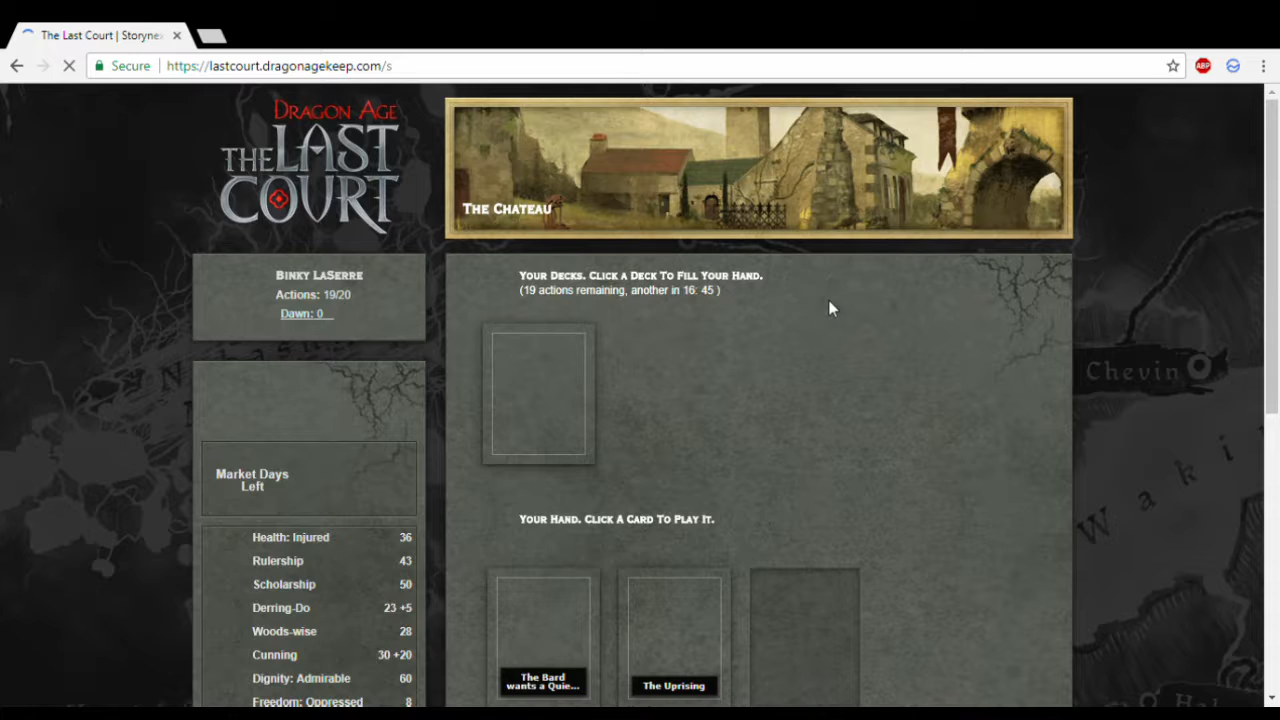 The Last Court | Storynex
Secure | https://lastcourt.dragonagekeep.com/s
ABP
DRAGON AGE
THE LAST
COURT
THE CHATEAU
BINKY LASERRE
Actions: 19/20
Dawn: 0
YOUR DECKS. CLICK A DECK TO FILL YOUR HAND.
(19 actions remaining, another in 16: 45 )
Market Days
Left
Health: Injured 36
Rulership 43
Scholarship 50
Derring-Do 23 +5
Woods-wise 28
Cunning 30 +20
Dignity: Admirable 60
Freedom: Oppressed 8
YOUR HAND. CLICK A CARD TO PLAY IT.
The Bard
wants a Quie...
The Uprising
Chevin